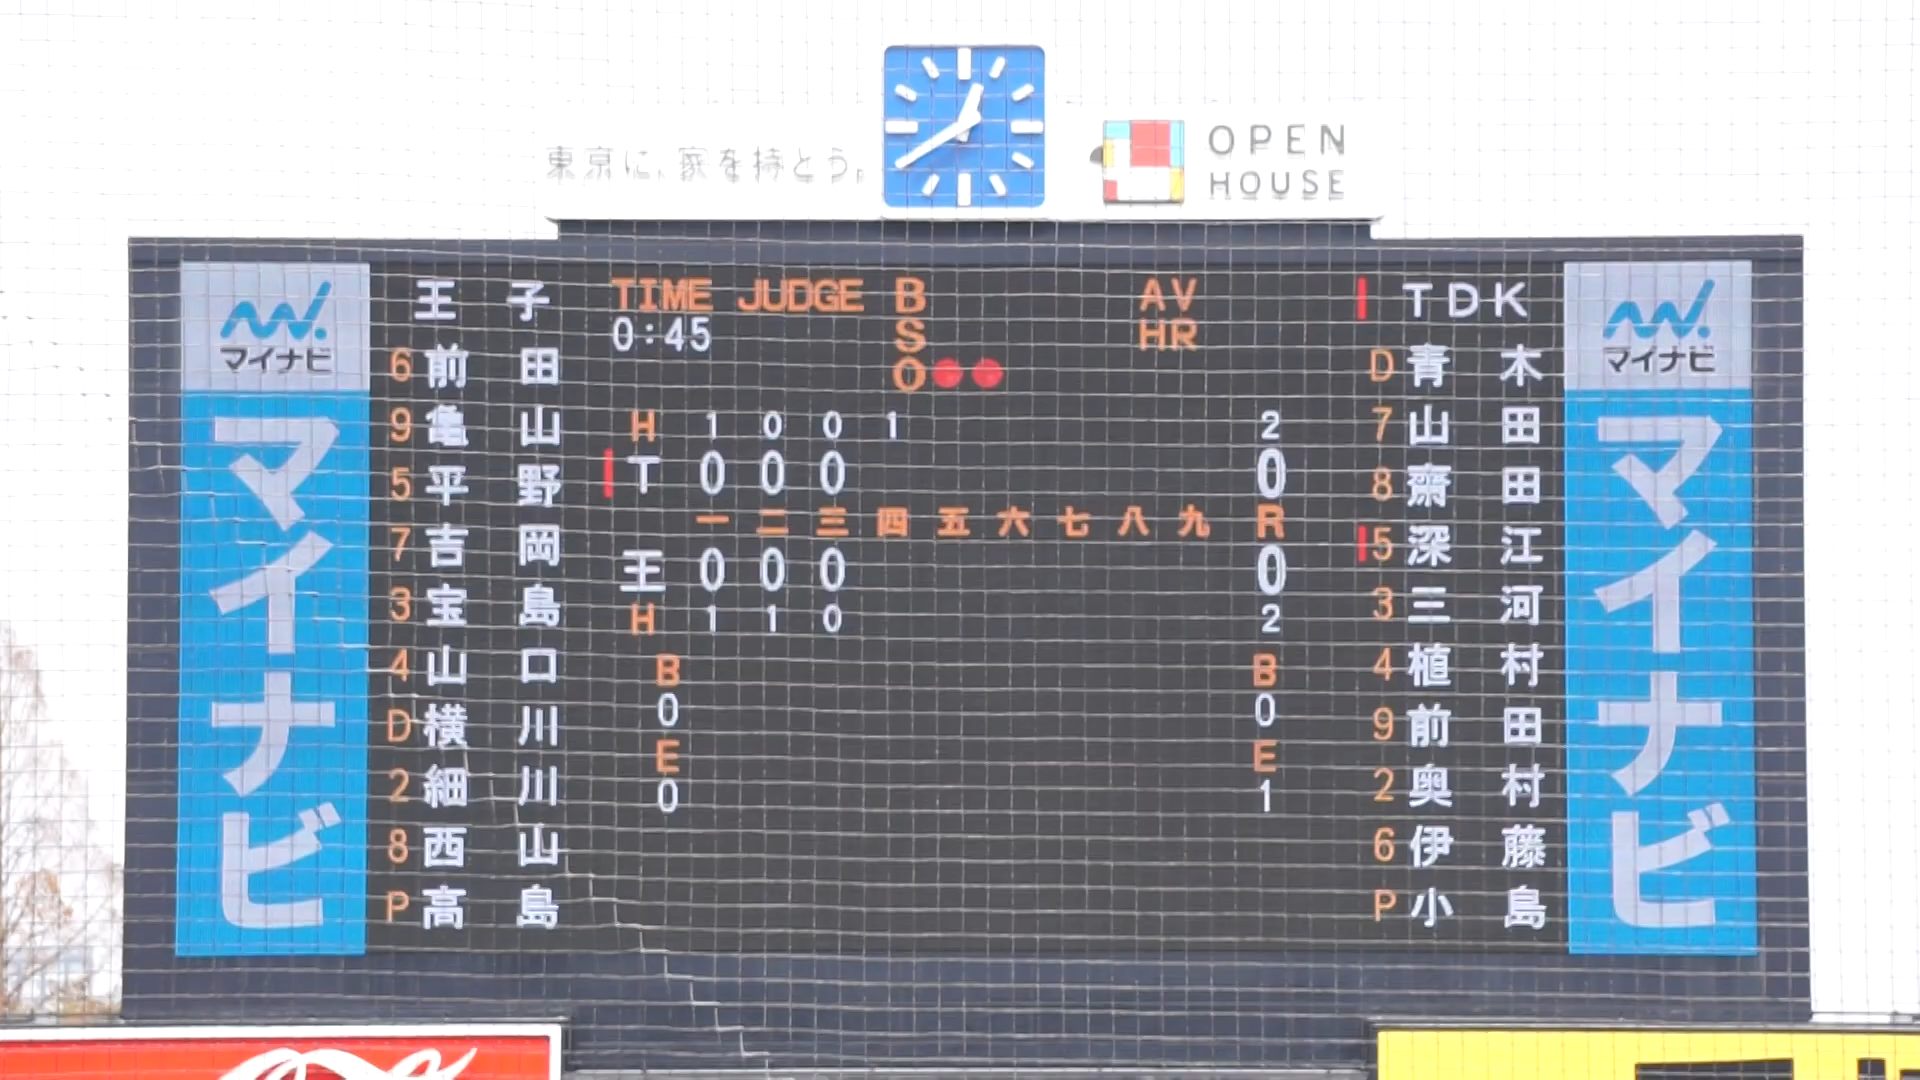 東京に、家を持とう。
OPEN
HOUSE
マイナビ
マイナビ
王子
6 前田
9 亀山
5 平野
7 吉岡
3 宝島
4 山口
D 横川
2 細川
8 西山
P 高島
TIME JUDGE B AV
0:45 S HR
O
H 1 0 0 1 2
T 0 0 0 0
一 二 三 四 五 六 七 八 九 R
王 0 0 0 0
H 1 1 0 2
B B
0 0
E E
0 1
TDK
D 青木
7 山田
8 齋田
5 深江
3 三河
4 植村
9 前田
2 奥村
6 伊藤
P 小島
マイナビ
マイナビ